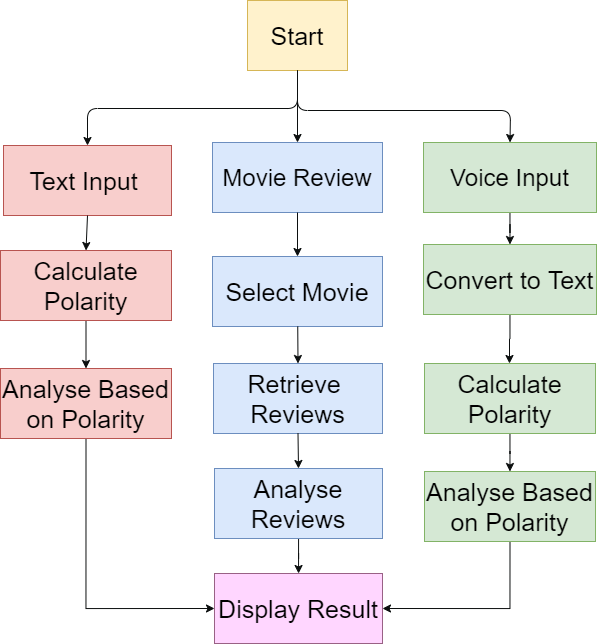 Start
Text Input
Calculate
Polarity
Analyse Based
on Polarity
Movie Review
Select Movie
Retrieve
Reviews
Analyse
Reviews
Voice Input
Convert to Text
Calculate
Polarity
Analyse Based
on Polarity
Display Result